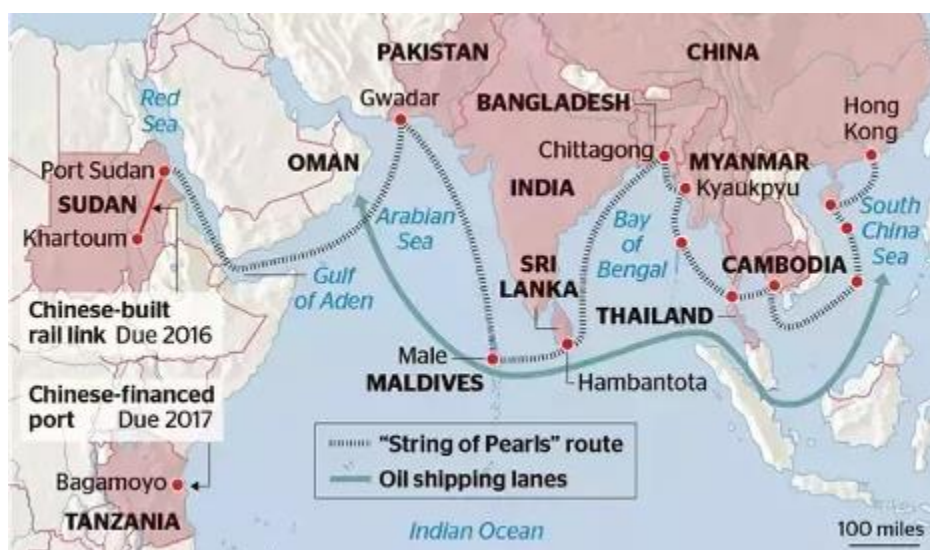 PAKISTAN
CHINA
Gwadar
Red
Sea
BANGLADESH
Hong
Kong
Port Sudan
OMAN
Chittagong
MYANMAR
Kyaukpyu
SUDAN
INDIA
Arabian
Sea
Bay
of
Bengal
South
China
Sea
Khartoum
Gulf
of Aden
SRI
LANKA
CAMBODIA
Chinese-built
rail link Due 2016
THAILAND
Male
MALDIVES
Hambantota
Chinese-financed
port Due 2017
"String of Pearls" route
Oil shipping lanes
Bagamoyo
TANZANIA
Indian Ocean
100 miles